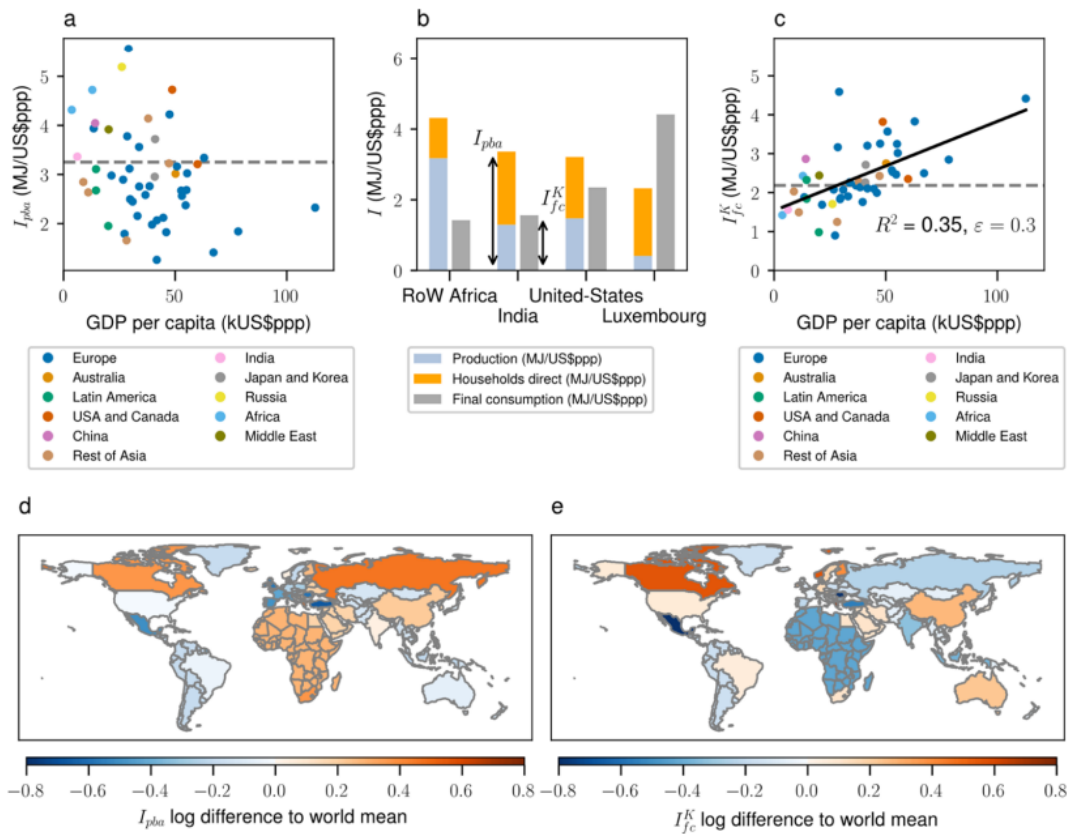 a
I_pba (MJ/US$ppp)
5
4
3
2
0
50
100
GDP per capita (kUS$ppp)
Europe
Australia
Latin America
USA and Canada
China
Rest of Asia
India
Japan and Korea
Russia
Africa
Middle East
b
I (MJ/US$ppp)
6
4
2
0
I_pba
I_fc^K
RoW Africa
United-States
India
Luxembourg
Production (MJ/US$ppp)
Households direct (MJ/US$ppp)
Final consumption (MJ/US$ppp)
c
I_fc^K (MJ/US$ppp)
5
4
3
2
1
0
R² = 0.35, ε = 0.3
0
50
100
GDP per capita (kUS$ppp)
Europe
Australia
Latin America
USA and Canada
China
Rest of Asia
India
Japan and Korea
Russia
Africa
Middle East
d
−0.8 −0.6 −0.4 −0.2 0.0 0.2 0.4 0.6 0.8
I_pba log difference to world mean
e
−0.8 −0.6 −0.4 −0.2 0.0 0.2 0.4 0.6 0.8
I_fc^K log difference to world mean